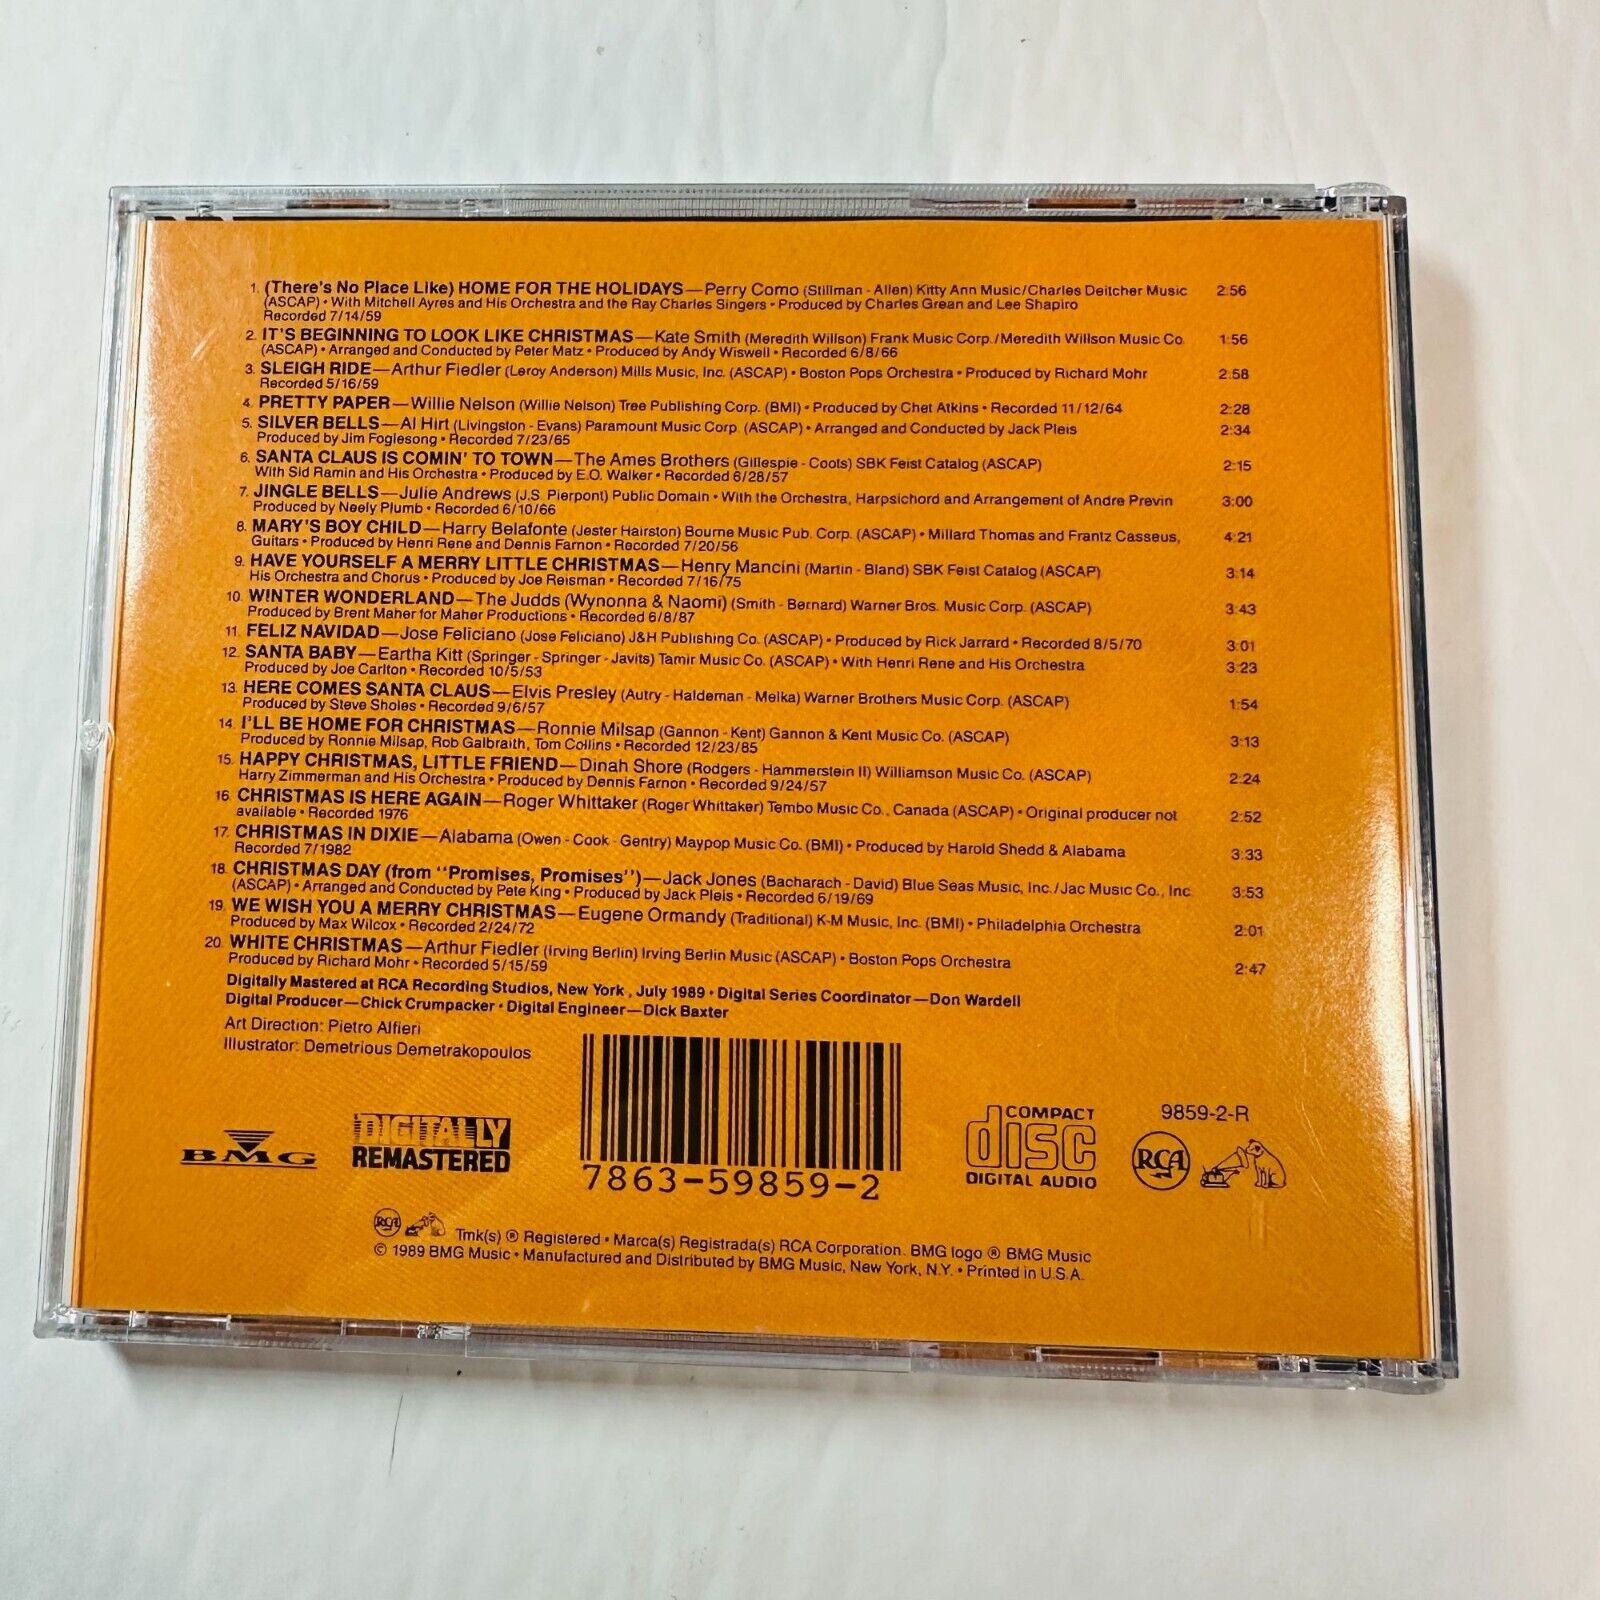 1. (There's No Place Like) HOME FOR THE HOLIDAYS—Perry Como (Stillman - Allen) Kitty Ann Music/Charles Deitcher Music 2:56
(ASCAP) • With Mitchell Ayres and His Orchestra and the Ray Charles Singers • Produced by Charles Grean and Lee Shapiro
Recorded 7/14/59
2. IT'S BEGINNING TO LOOK LIKE CHRISTMAS—Kate Smith (Meredith Willson) Frank Music Corp./Meredith Willson Music Co. 1:56
(ASCAP) • Arranged and Conducted by Peter Matz • Produced by Andy Wiswell • Recorded 6/8/66
3. SLEIGH RIDE—Arthur Fiedler (Leroy Anderson) Mills Music, Inc. (ASCAP) • Boston Pops Orchestra • Produced by Richard Mohr 2:58
Recorded 5/16/59
4. PRETTY PAPER—Willie Nelson (Willie Nelson) Tree Publishing Corp. (BMI) • Produced by Chet Atkins • Recorded 11/12/64 2:28
5. SILVER BELLS—Al Hirt (Livingston - Evans) Paramount Music Corp. (ASCAP) • Arranged and Conducted by Jack Pleis 2:34
Produced by Jim Foglesong • Recorded 7/23/65
6. SANTA CLAUS IS COMIN' TO TOWN—The Ames Brothers (Gillespie - Coots) SBK Feist Catalog (ASCAP) 2:15
With Sid Ramin and His Orchestra • Produced by E.O. Walker • Recorded 6/28/57
7. JINGLE BELLS—Julie Andrews (J.S. Pierpont) Public Domain • With the Orchestra, Harpsichord and Arrangement of Andre Previn 3:00
Produced by Neely Plumb • Recorded 6/10/66
8. MARY'S BOY CHILD—Harry Belafonte (Jester Hairston) Bourne Music Pub. Corp. (ASCAP) • Millard Thomas and Frantz Casseus, 4:21
Guitars • Produced by Henri Rene and Dennis Farnon • Recorded 7/20/56
9. HAVE YOURSELF A MERRY LITTLE CHRISTMAS—Henry Mancini (Martin - Bland) SBK Feist Catalog (ASCAP) 3:14
His Orchestra and Chorus • Produced by Joe Reisman • Recorded 7/16/75
10. WINTER WONDERLAND—The Judds (Wynonna & Naomi) (Smith - Bernard) Warner Bros. Music Corp. (ASCAP) 3:43
Produced by Brent Maher for Maher Productions • Recorded 6/8/87
11. FELIZ NAVIDAD—Jose Feliciano (Jose Feliciano) J&H Publishing Co. (ASCAP) • Produced by Rick Jarrard • Recorded 8/5/70 3:01
12. SANTA BABY—Eartha Kitt (Springer - Springer - Javits) Tamir Music Co. (ASCAP) • With Henri Rene and His Orchestra 3:23
Produced by Joe Carlton • Recorded 10/5/53
13. HERE COMES SANTA CLAUS—Elvis Presley (Autry - Haldeman - Melka) Warner Brothers Music Corp. (ASCAP) 1:54
Produced by Steve Sholes • Recorded 9/6/57
14. I'LL BE HOME FOR CHRISTMAS—Ronnie Milsap (Gannon - Kent) Gannon & Kent Music Co. (ASCAP) 3:13
Produced by Ronnie Milsap, Rob Galbraith, Tom Collins • Recorded 12/23/85
15. HAPPY CHRISTMAS, LITTLE FRIEND—Dinah Shore (Rodgers - Hammerstein II) Williamson Music Co. (ASCAP) 2:24
Harry Zimmerman and His Orchestra • Produced by Dennis Farnon • Recorded 9/24/57
16. CHRISTMAS IS HERE AGAIN—Roger Whittaker (Roger Whittaker) Tembo Music Co., Canada (ASCAP) • Original producer not 2:52
available • Recorded 1976
17. CHRISTMAS IN DIXIE—Alabama (Owen - Cook - Gentry) Maypop Music Co. (BMI) • Produced by Harold Shedd & Alabama 3:33
Recorded 7/1982
18. CHRISTMAS DAY (from "Promises, Promises")—Jack Jones (Bacharach - David) Blue Seas Music, Inc./Jac Music Co., Inc. 3:53
(ASCAP) • Arranged and Conducted by Pete King • Produced by Jack Pleis • Recorded 6/19/69
19. WE WISH YOU A MERRY CHRISTMAS—Eugene Ormandy (Traditional) K-M Music, Inc. (BMI) • Philadelphia Orchestra 2:01
Produced by Max Wilcox • Recorded 2/24/72
20. WHITE CHRISTMAS—Arthur Fiedler (Irving Berlin) Irving Berlin Music (ASCAP) • Boston Pops Orchestra 2:47
Produced by Richard Mohr • Recorded 5/15/59
Digitally Mastered at RCA Recording Studios, New York, July 1989 • Digital Series Coordinator—Don Wardell
Digital Producer—Chick Crumpacker • Digital Engineer—Dick Baxter
Art Direction: Pietro Alfieri
Illustrator: Demetrious Demetrakopoulos
BMG
DIGITALLY
REMASTERED
7863-59859-2
COMPACT
disc
DIGITAL AUDIO
9859-2-R
RCA
RCA Tmk(s) ® Registered • Marca(s) Registrada(s) RCA Corporation. BMG logo ® BMG Music
© 1989 BMG Music • Manufactured and Distributed by BMG Music, New York, N.Y. • Printed in U.S.A.